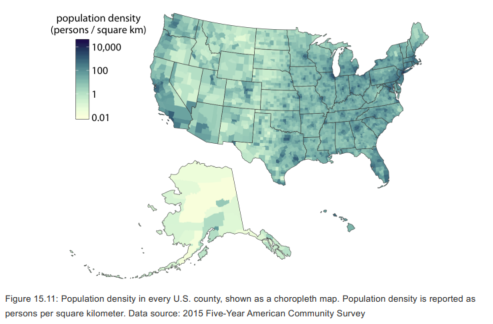 population density
(persons / square km)
10,000
100
1
0.01
Figure 15.11: Population density in every U.S. county, shown as a choropleth map. Population density is reported as
persons per square kilometer. Data source: 2015 Five-Year American Community Survey